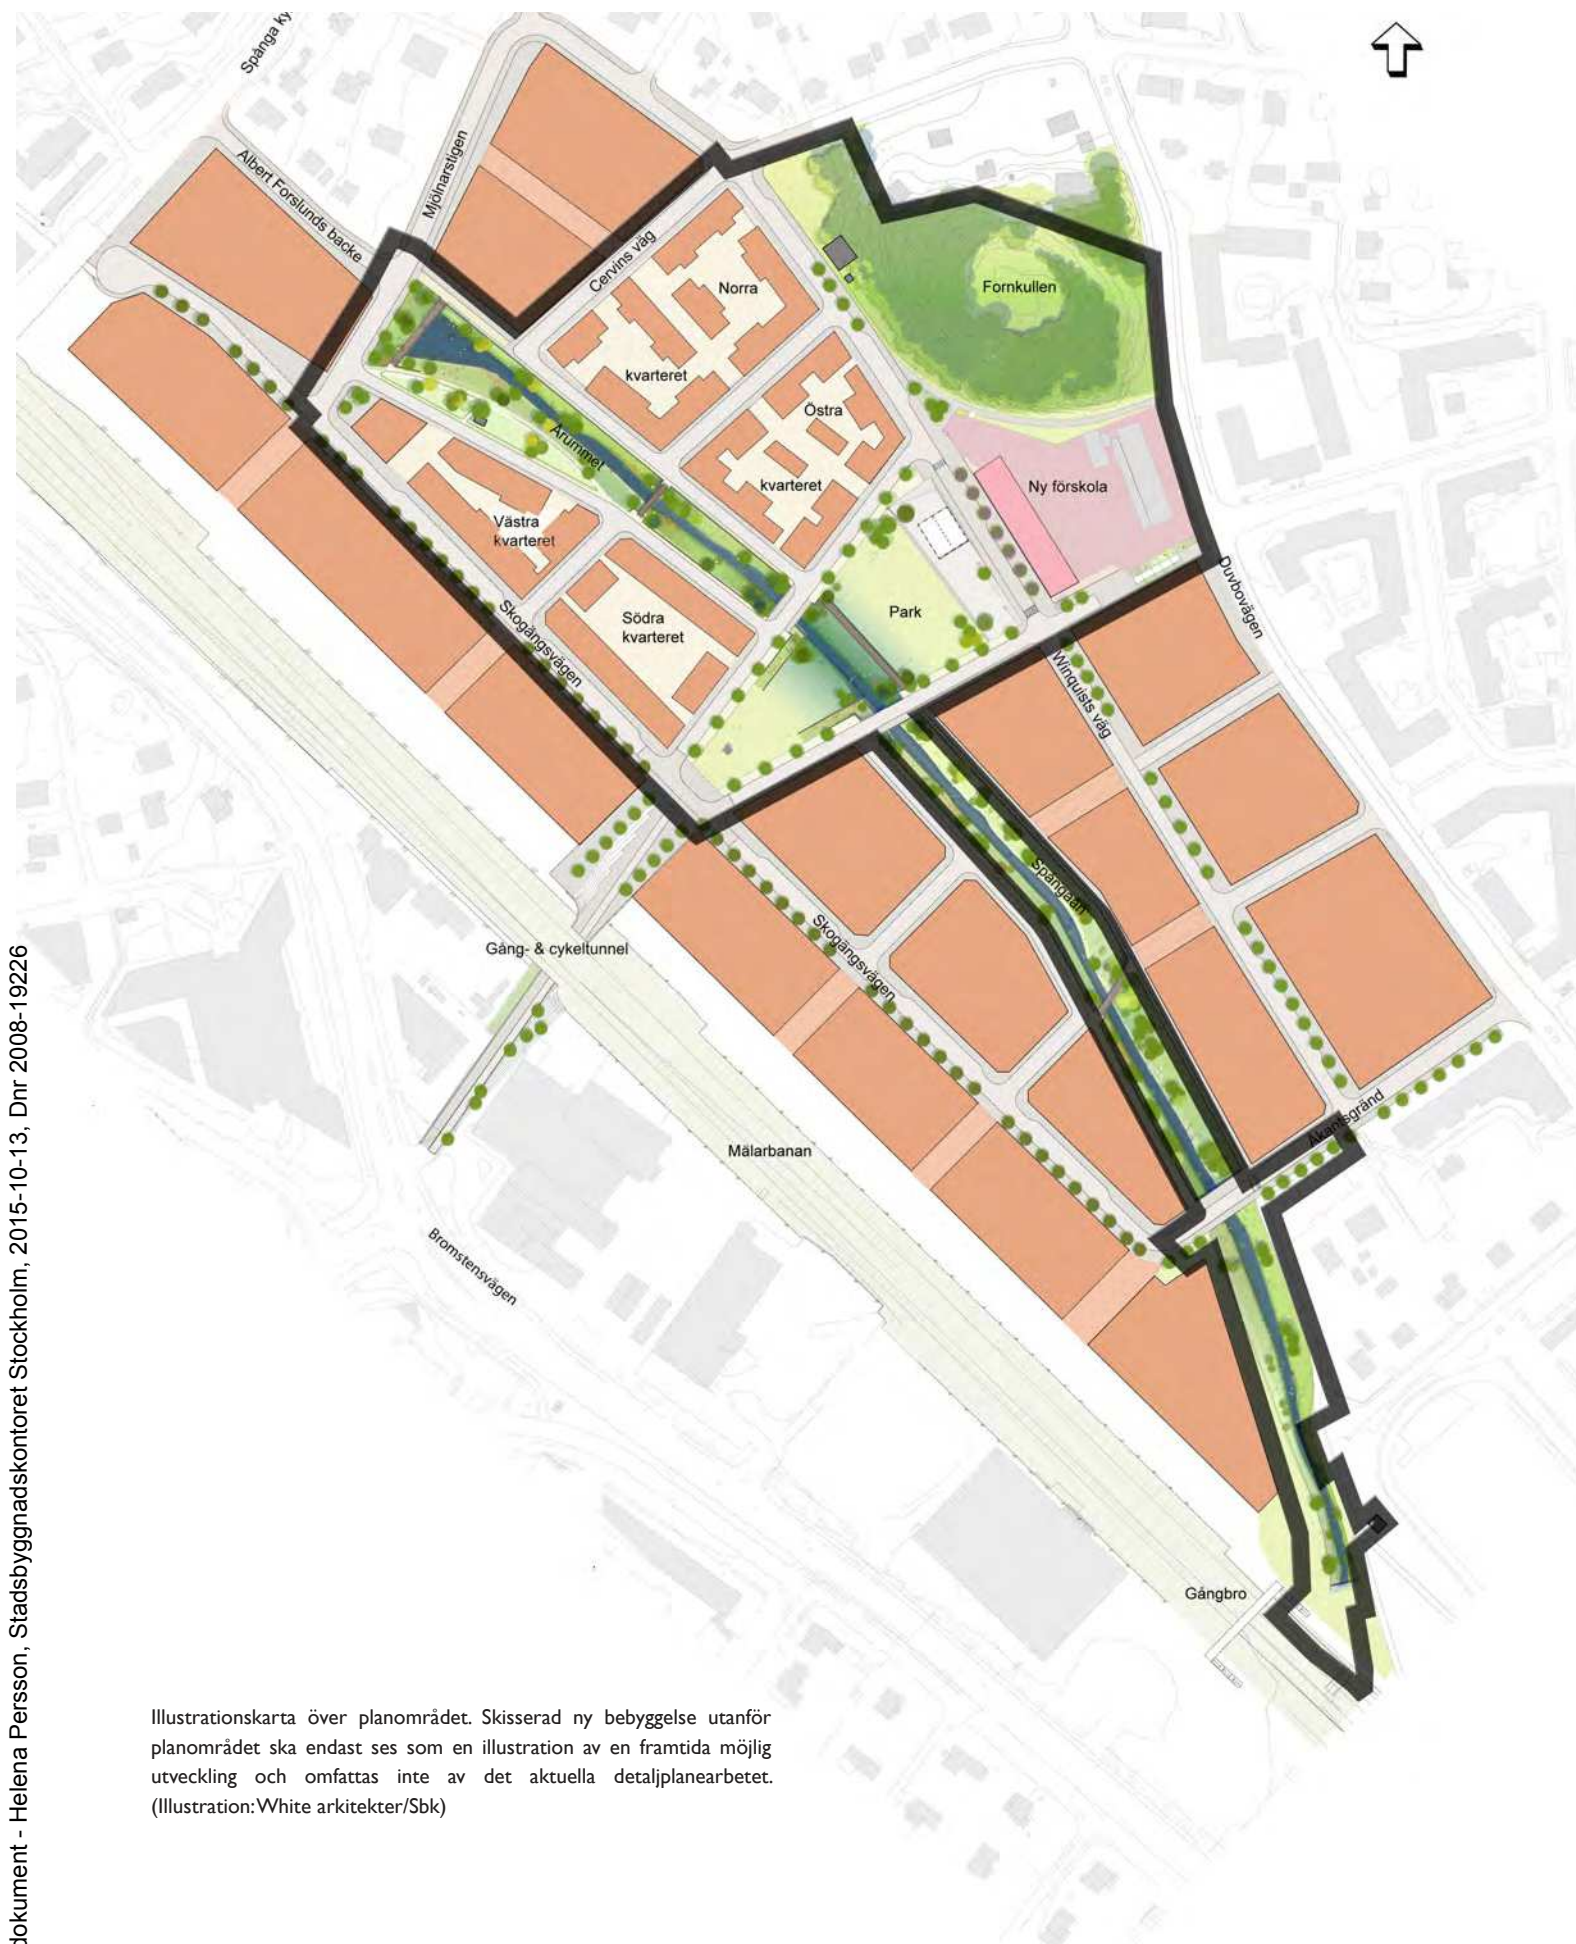 Spånga ky
Albert Forslunds backe
Mjölnarstigen
Cervins väg
Norra
kvarteret
Fornkullen
Östra
kvarteret
Årummet
Ny förskola
Västra
kvarteret
Skogängsvägen
Södra
kvarteret
Park
Duvbovägen
Winquists väg
Spångaån
Skogängsvägen
Gång- & cykeltunnel
Akantsgränd
Mälarbanan
Bromstensvägen
Gångbro
Illustrationskarta över planområdet. Skisserad ny bebyggelse utanför
planområdet ska endast ses som en illustration av en framtida möjlig
utveckling och omfattas inte av det aktuella detaljplanearbetet.
(Illustration: White arkitekter/Sbk)
dokument - Helena Persson, Stadsbyggnadskontoret Stockholm, 2015-10-13, Dnr 2008-19226